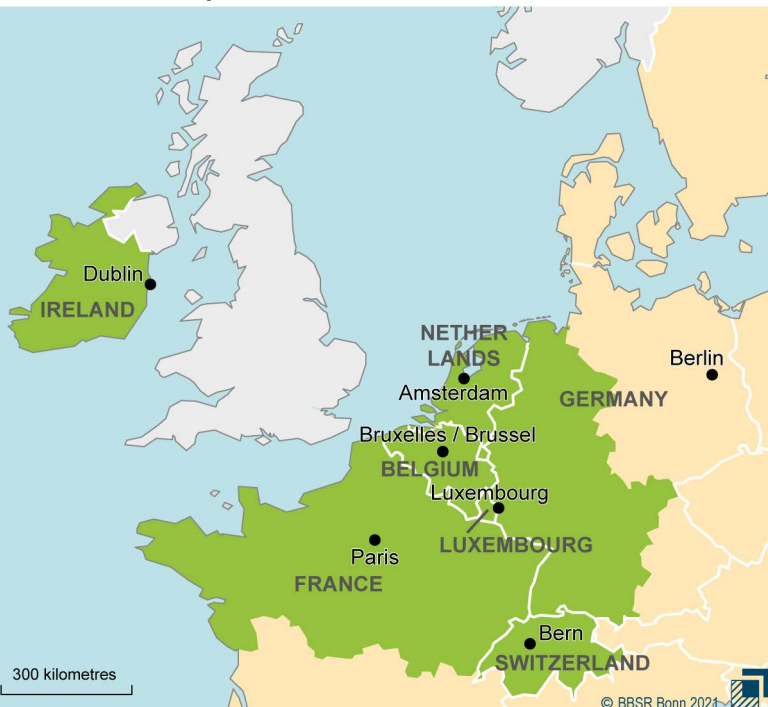 Dublin
IRELAND
NETHER
LANDS
Amsterdam
Berlin
GERMANY
Bruxelles / Brussel
BELGIUM
Luxembourg
LUXEMBOURG
Paris
FRANCE
Bern
SWITZERLAND
300 kilometres
© BBSR Bonn 2021